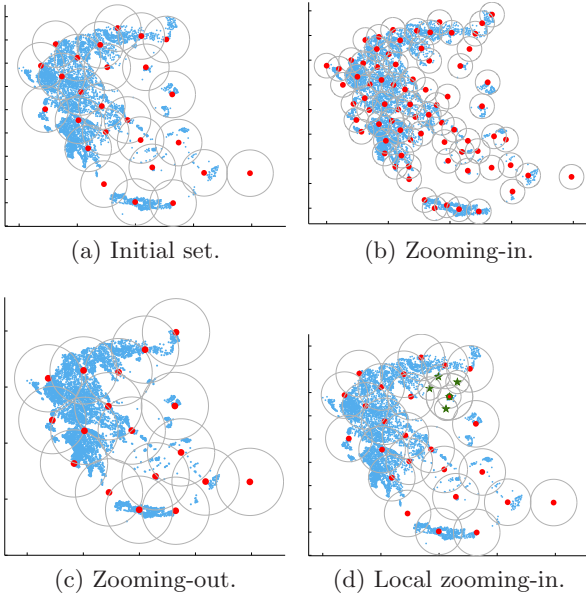 (a) Initial set.
(b) Zooming-in.
(c) Zooming-out.
(d) Local zooming-in.